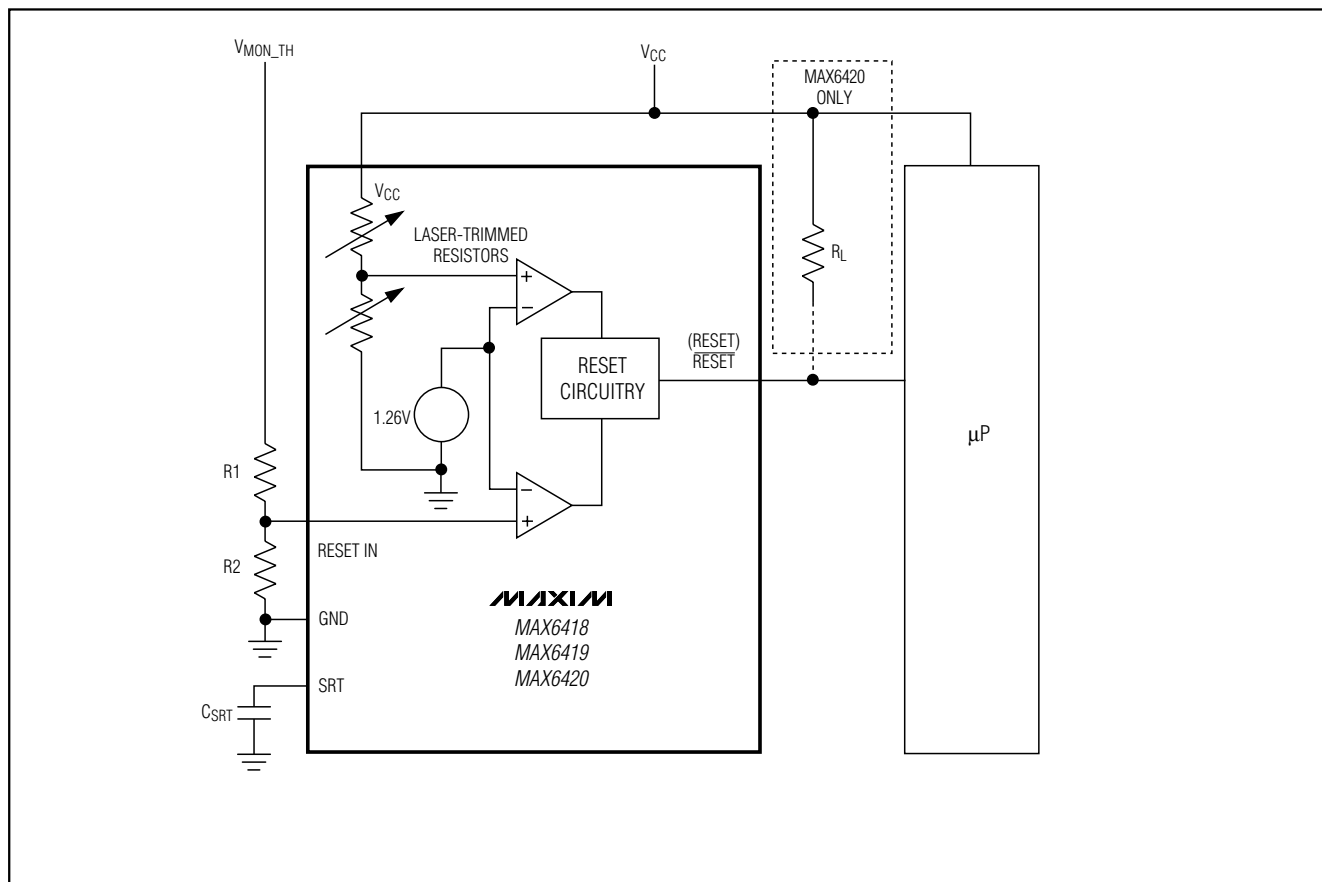 V_MON_TH
V_CC
MAX6420
ONLY
V_CC
LASER-TRIMMED
RESISTORS
R_L
(RESET)
R̅E̅S̅E̅T̅
RESET
CIRCUITRY
1.26V
μP
R1
RESET IN
R2
GND
MAXIM
MAX6418
MAX6419
MAX6420
SRT
C_SRT